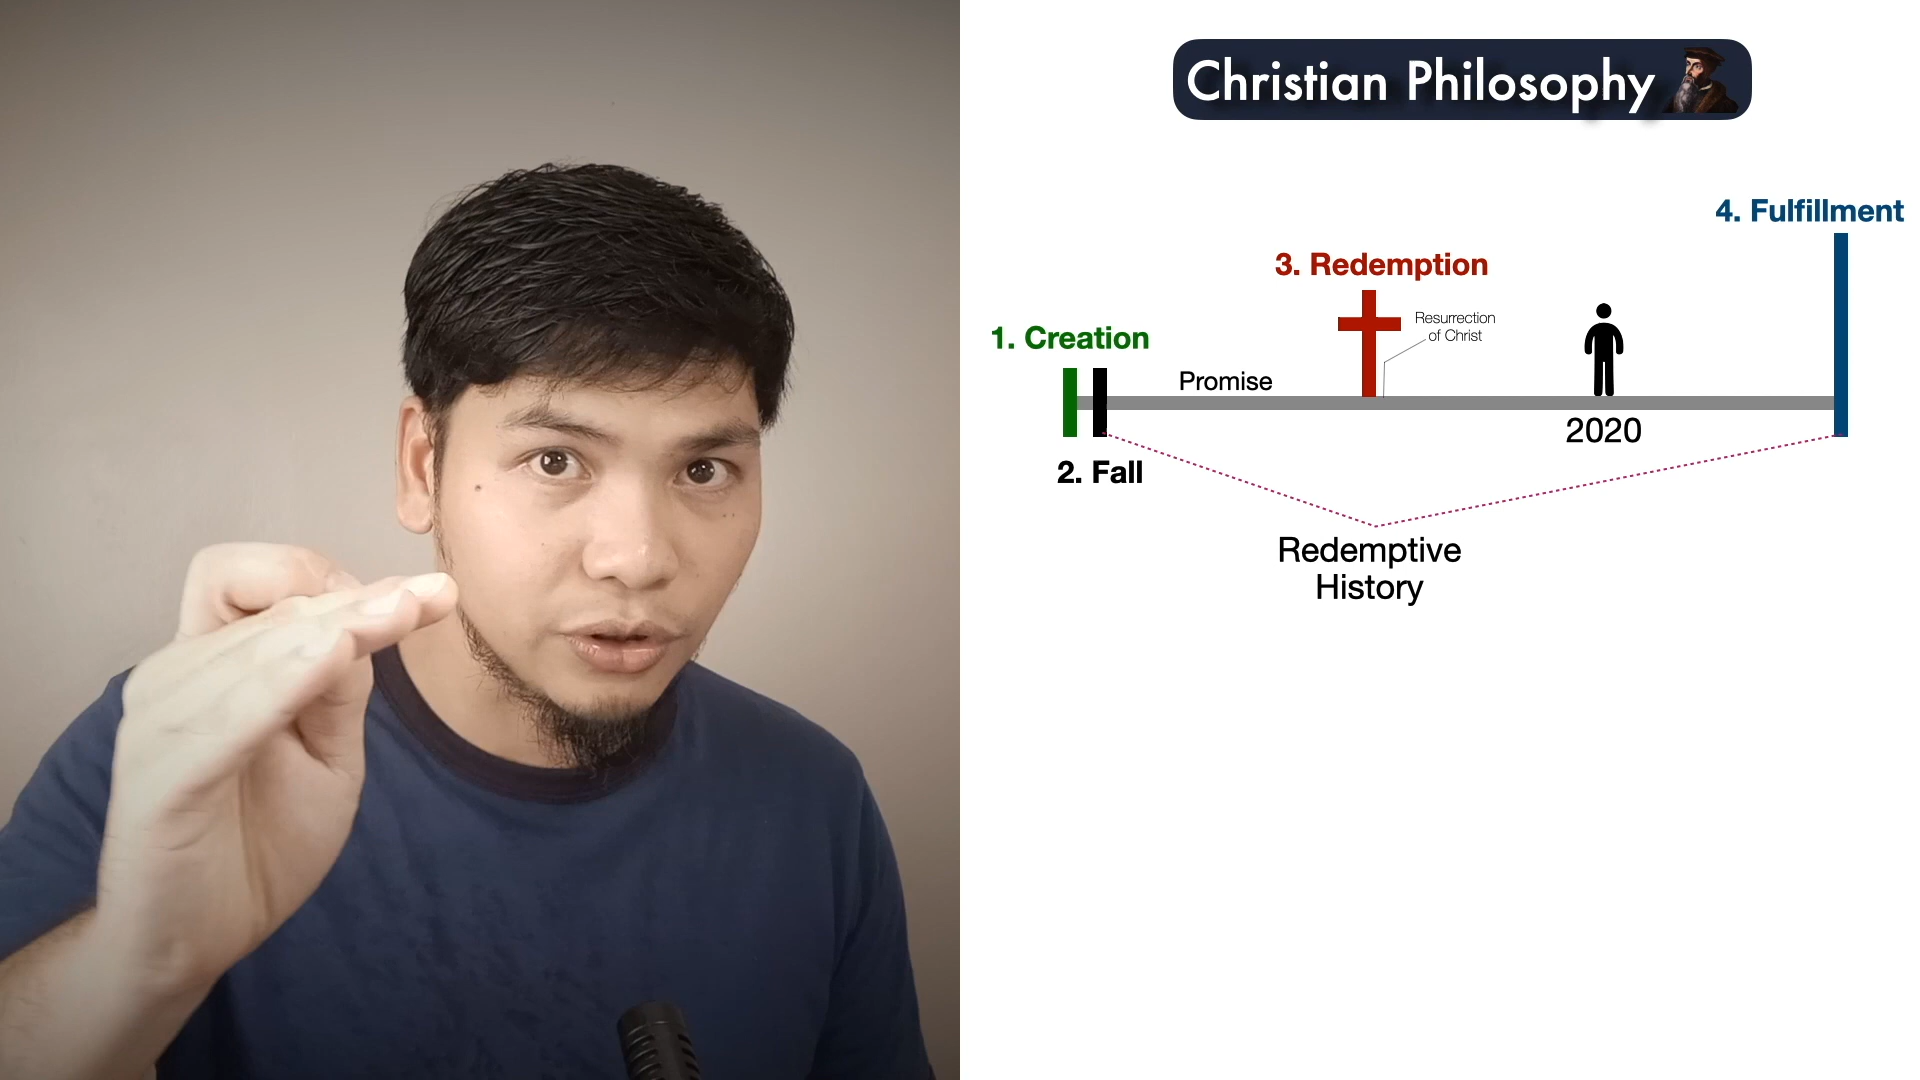 Christian Philosophy
4. Fulfillment
3. Redemption
Resurrection
of Christ
1. Creation
Promise
2020
2. Fall
Redemptive
History